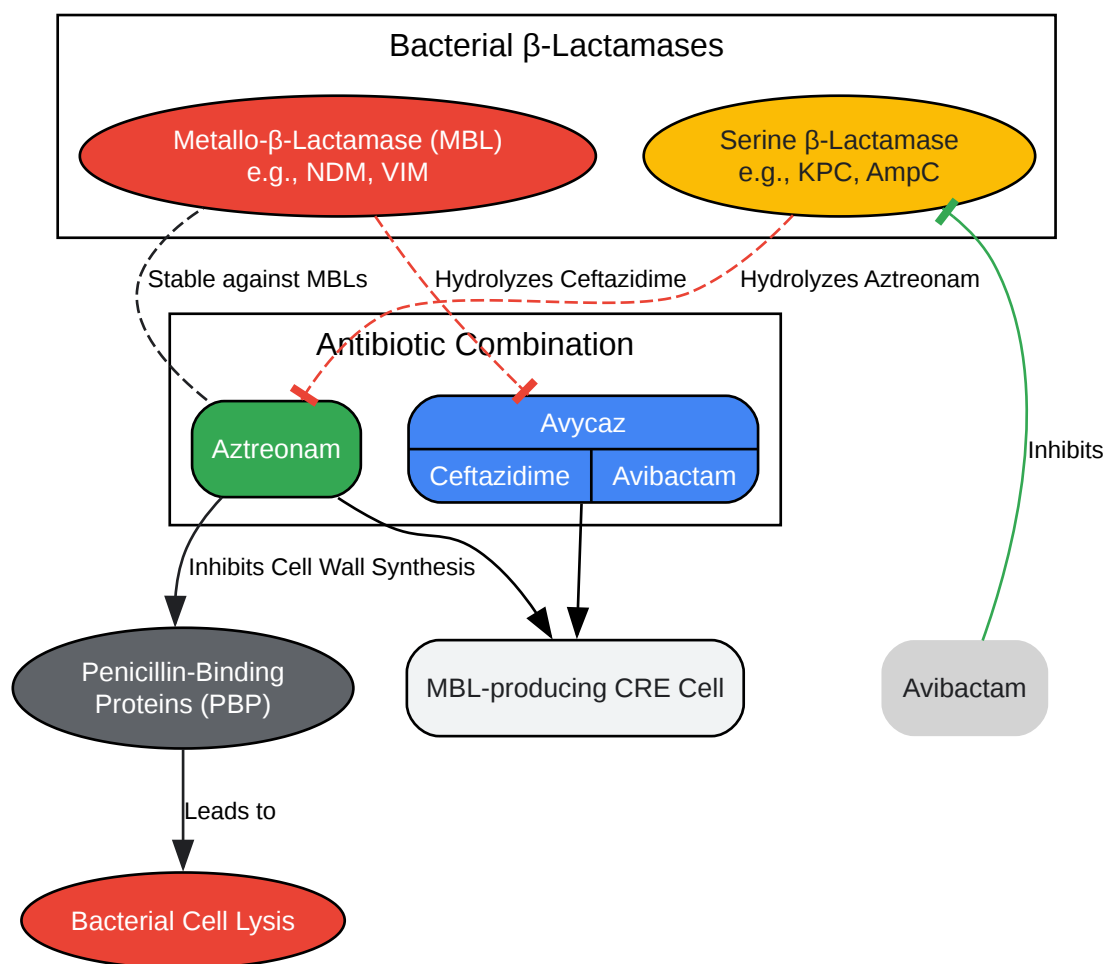 Bacterial β-Lactamases
Metallo-β-Lactamase (MBL)
e.g., NDM, VIM
Serine β-Lactamase
e.g., KPC, AmpC
Stable against MBLs
Hydrolyzes Ceftazidime
Hydrolyzes Aztreonam
Antibiotic Combination
Aztreonam
Avycaz
Ceftazidime
Avibactam
Inhibits
Inhibits Cell Wall Synthesis
Penicillin-Binding
Proteins (PBP)
MBL-producing CRE Cell
Avibactam
Leads to
Bacterial Cell Lysis